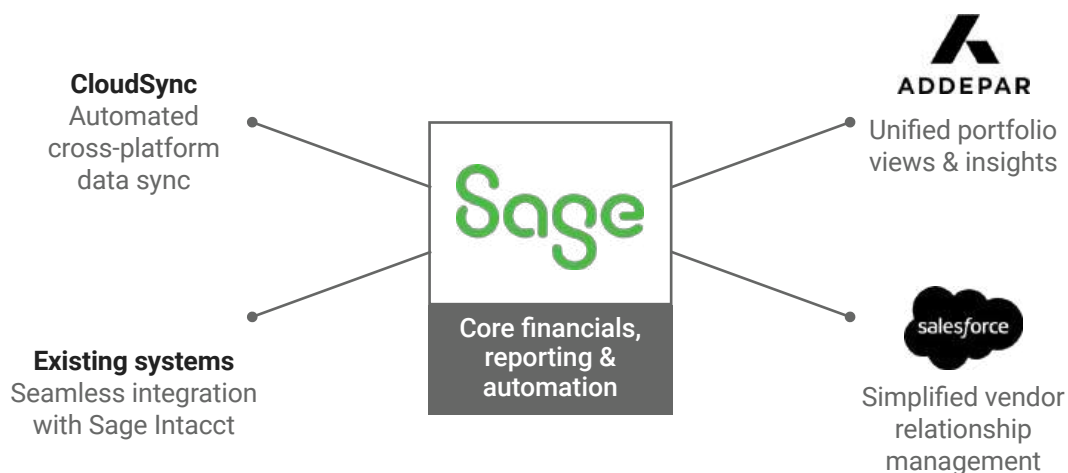 CloudSync
Automated
cross-platform
data sync
Existing systems
Seamless integration
with Sage Intacct
Sage
Core financials,
reporting &
automation
ADDEPAR
Unified portfolio
views & insights
salesforce
Simplified vendor
relationship
management